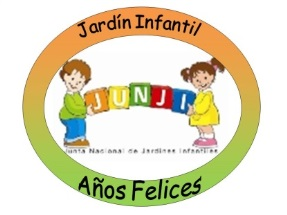 Jardín Infantil
JUNJI
Junta Nacional de Jardines Infantiles
Años Felices